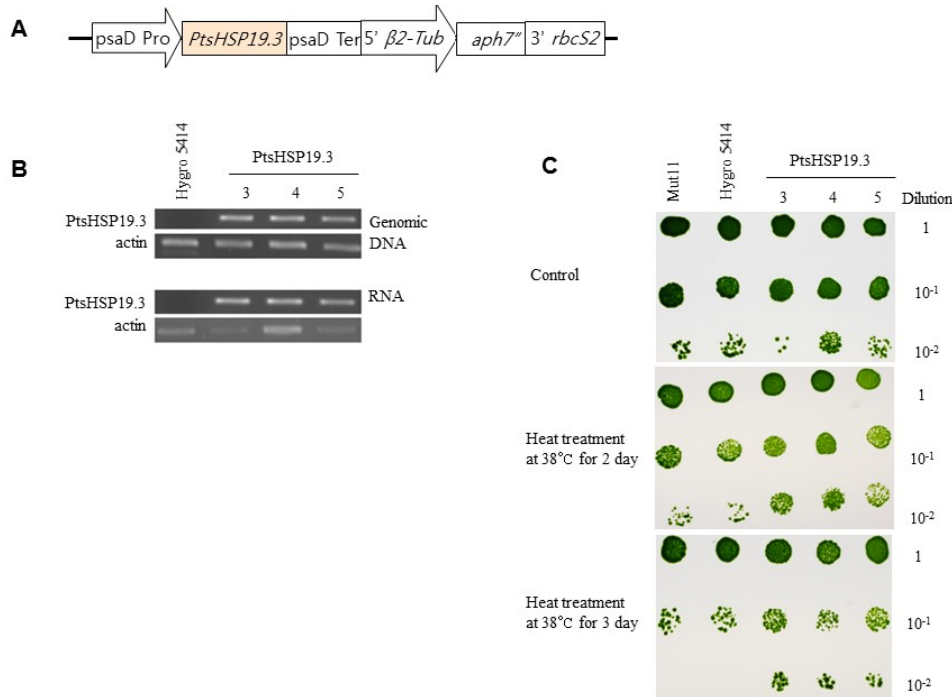 A
psaD Pro PtsHSP19.3 psaD Ter 5' β2-Tub aph7" 3' rbcS2
B
Hygro 5414
PtsHSP19.3
3 4 5
PtsHSP19.3 Genomic
actin DNA
PtsHSP19.3 RNA
actin
C
Mut11
Hygro 5414
PtsHSP19.3
3 4 5 Dilution
Control
1
10-1
10-2
Heat treatment
at 38°C for 2 day
1
10-1
10-2
Heat treatment
at 38°C for 3 day
1
10-1
10-2